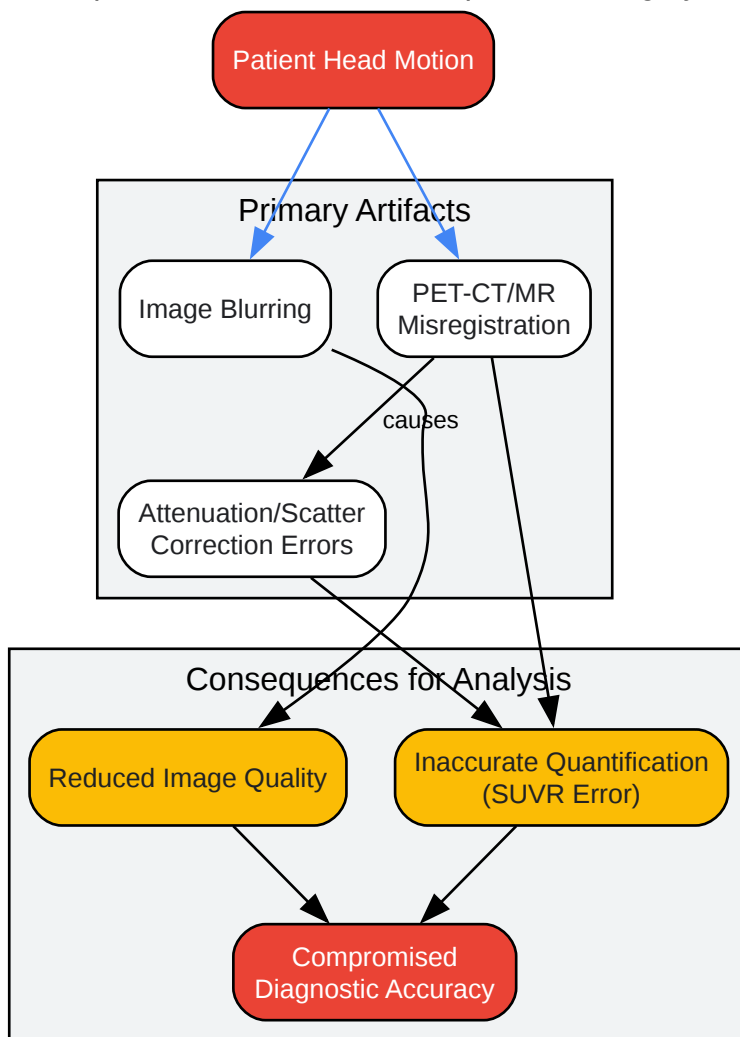 Patient Head Motion
Primary Artifacts
Image Blurring
PET-CT/MR
Misregistration
causes
Attenuation/Scatter
Correction Errors
Consequences for Analysis
Reduced Image Quality
Inaccurate Quantification
(SUVR Error)
Compromised
Diagnostic Accuracy